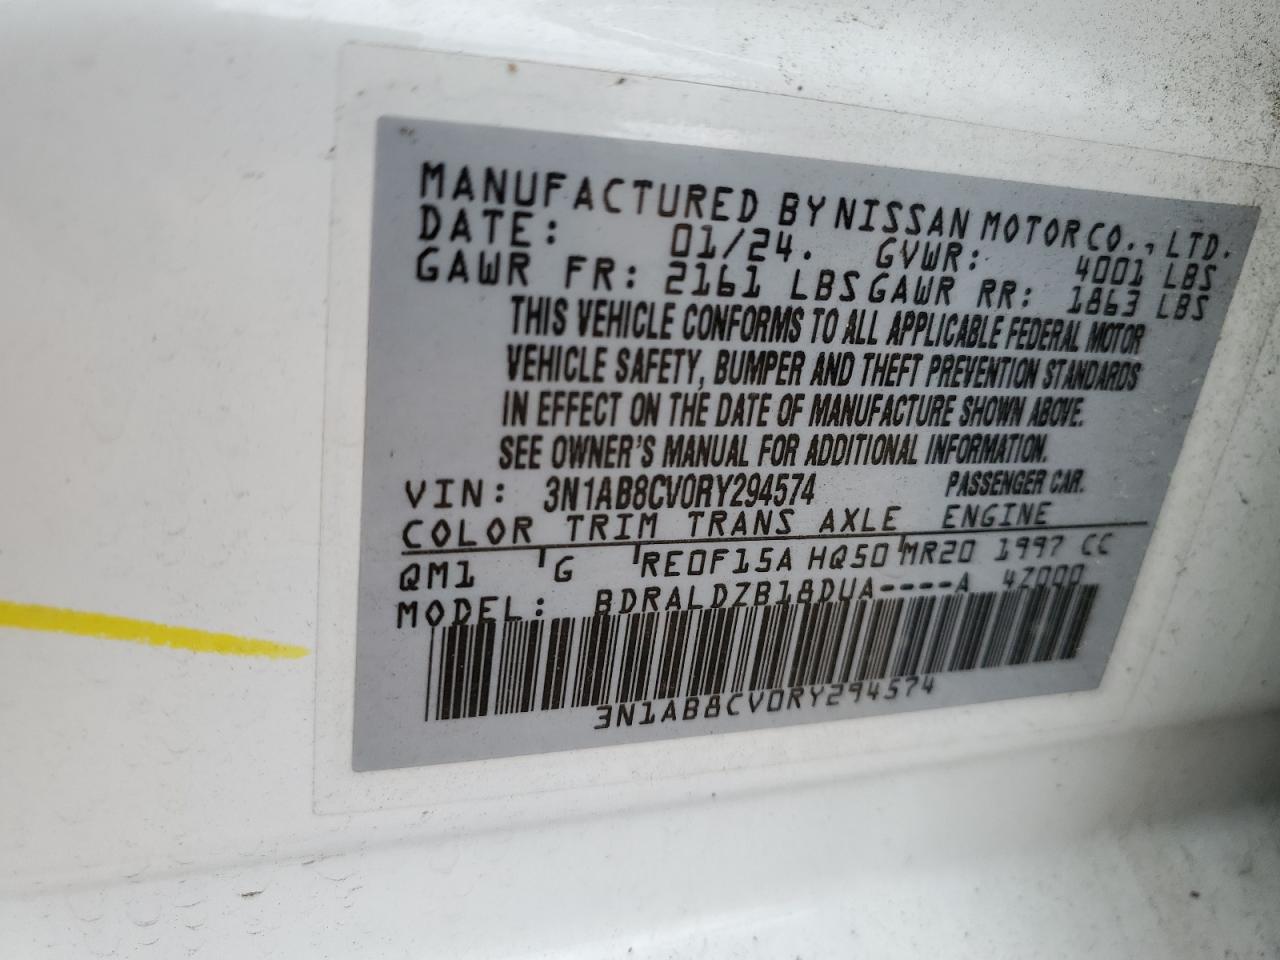 MANUFACTURED BY NISSAN MOTOR CO., LTD.
DATE: 01/24. GVWR: 4001 LBS
GAWR FR: 2161 LBS GAWR RR: 1863 LBS
THIS VEHICLE CONFORMS TO ALL APPLICABLE FEDERAL MOTOR
VEHICLE SAFETY, BUMPER AND THEFT PREVENTION STANDARDS
IN EFFECT ON THE DATE OF MANUFACTURE SHOWN ABOVE.
SEE OWNER'S MANUAL FOR ADDITIONAL INFORMATION.
VIN: 3N1AB8CV0RY294574 PASSENGER CAR.
COLOR TRIM TRANS AXLE ENGINE
QM1 G RE0F15A HQ50 MR20 1997 CC
MODEL: BDRALDZB18DUA----A 4Z000
3N1AB8CV0RY294574